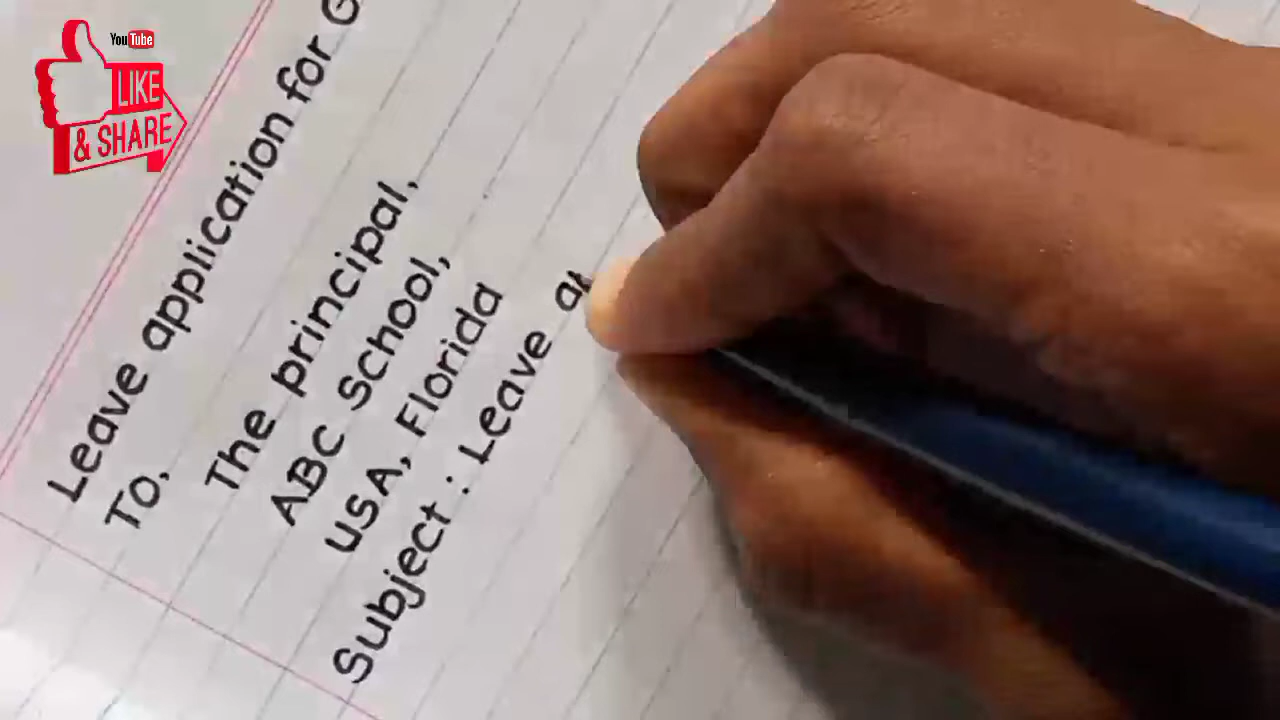 YouTube
LIKE
& SHARE
Leave application for G
To,
The principal,
ABC School,
USA, Florida
Subject : Leave a